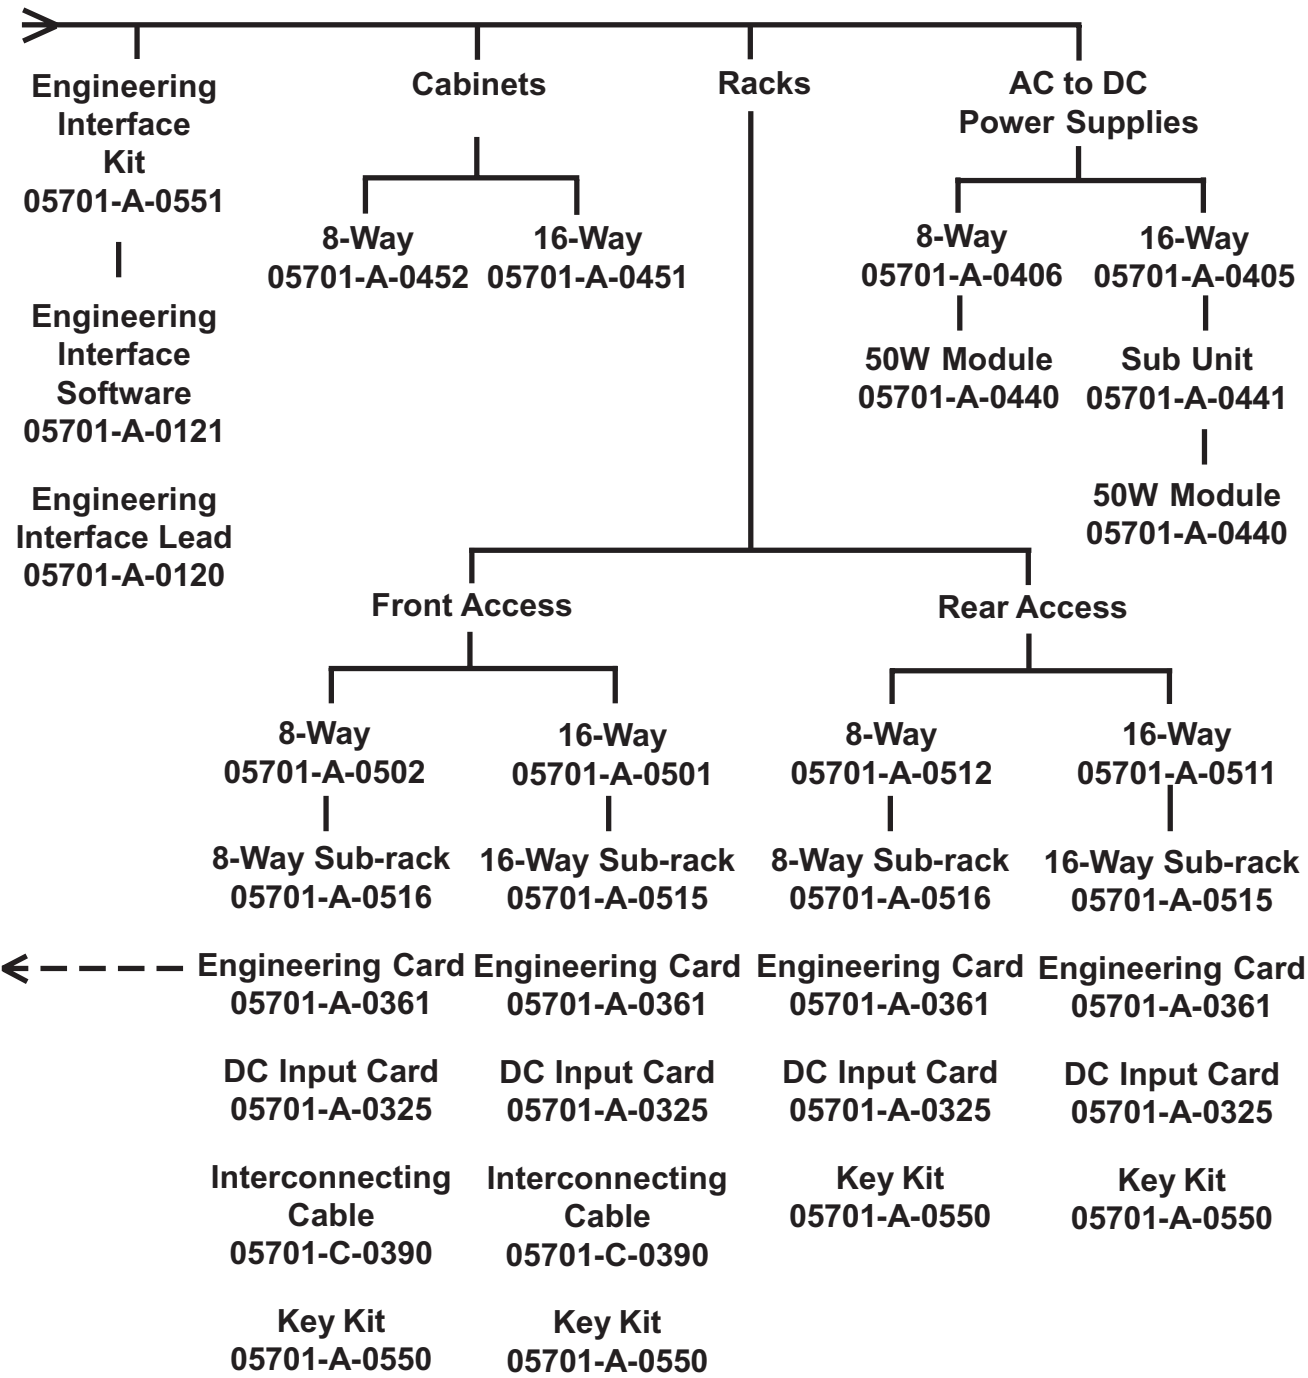 Engineering
Interface
Kit
05701-A-0551
Engineering
Interface
Software
05701-A-0121
Engineering
Interface Lead
05701-A-0120
Cabinets
8-Way
05701-A-0452
16-Way
05701-A-0451
Racks
AC to DC
Power Supplies
8-Way
05701-A-0406
50W Module
05701-A-0440
16-Way
05701-A-0405
Sub Unit
05701-A-0441
50W Module
05701-A-0440
Front Access
8-Way
05701-A-0502
8-Way Sub-rack
05701-A-0516
Engineering Card
05701-A-0361
DC Input Card
05701-A-0325
Interconnecting
Cable
05701-C-0390
Key Kit
05701-A-0550
16-Way
05701-A-0501
16-Way Sub-rack
05701-A-0515
Engineering Card
05701-A-0361
DC Input Card
05701-A-0325
Interconnecting
Cable
05701-C-0390
Key Kit
05701-A-0550
Rear Access
8-Way
05701-A-0512
8-Way Sub-rack
05701-A-0516
Engineering Card
05701-A-0361
DC Input Card
05701-A-0325
Key Kit
05701-A-0550
16-Way
05701-A-0511
16-Way Sub-rack
05701-A-0515
Engineering Card
05701-A-0361
DC Input Card
05701-A-0325
Key Kit
05701-A-0550